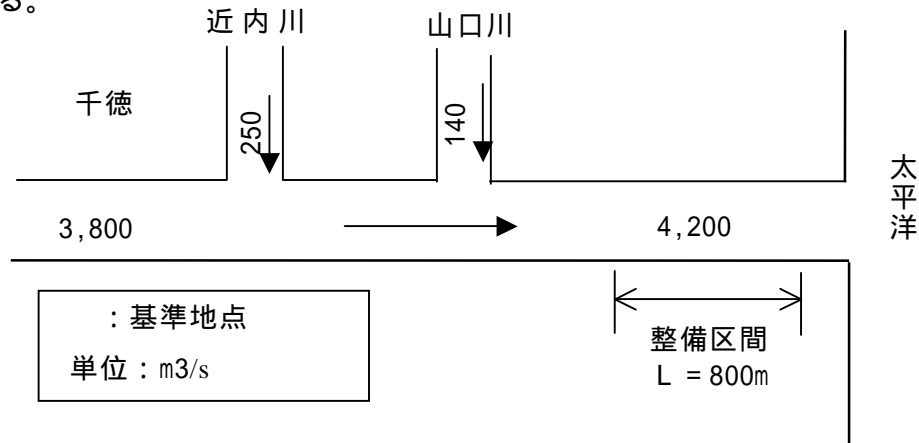 る。
近内川
山口川
千徳
250
140
太平洋
3,800
4,200
：基準地点
単位：m3/s
整備区間
L = 800m